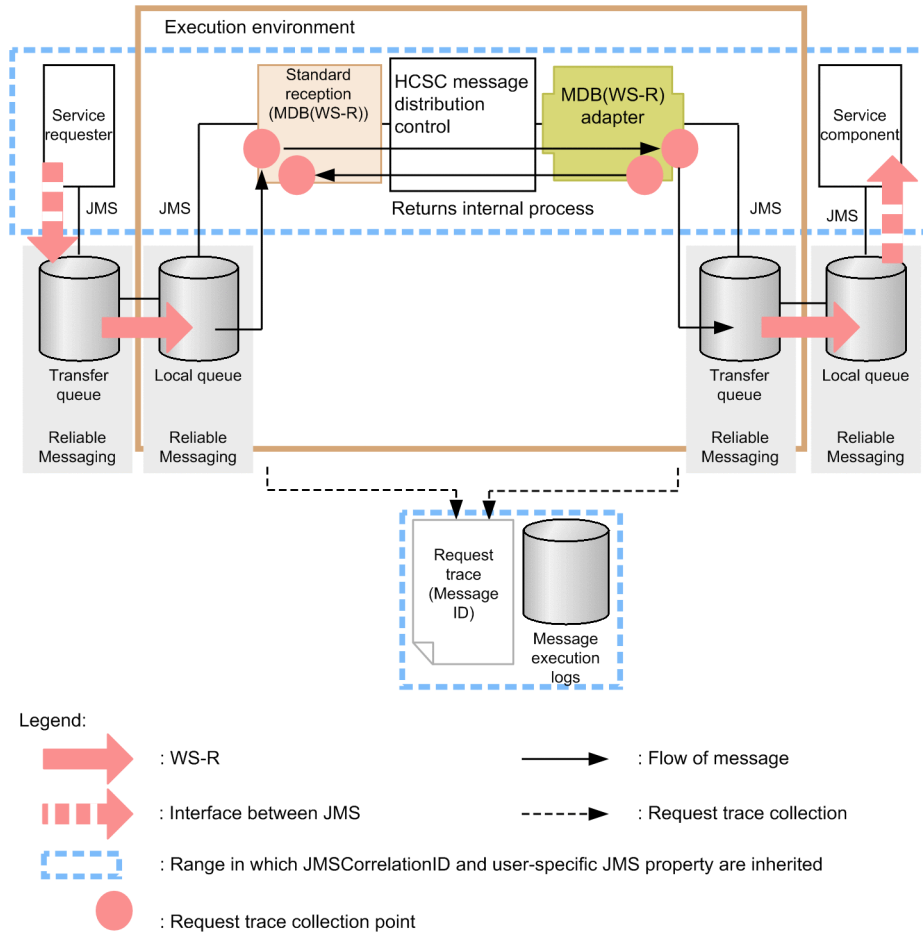 Execution environment
Service
requester
Standard
reception
(MDB(WS-R))
HCSC message
distribution
control
MDB(WS-R)
adapter
Service
component
Returns internal process
JMS
JMS
JMS
JMS
Transfer
queue
Local queue
Transfer
queue
Local queue
Reliable
Messaging
Reliable
Messaging
Reliable
Messaging
Reliable
Messaging
Request
trace
(Message
ID)
Message
execution
logs
Legend:
: WS-R
: Flow of message
: Interface between JMS
: Request trace collection
: Range in which JMSCorrelationID and user-specific JMS property are inherited
: Request trace collection point